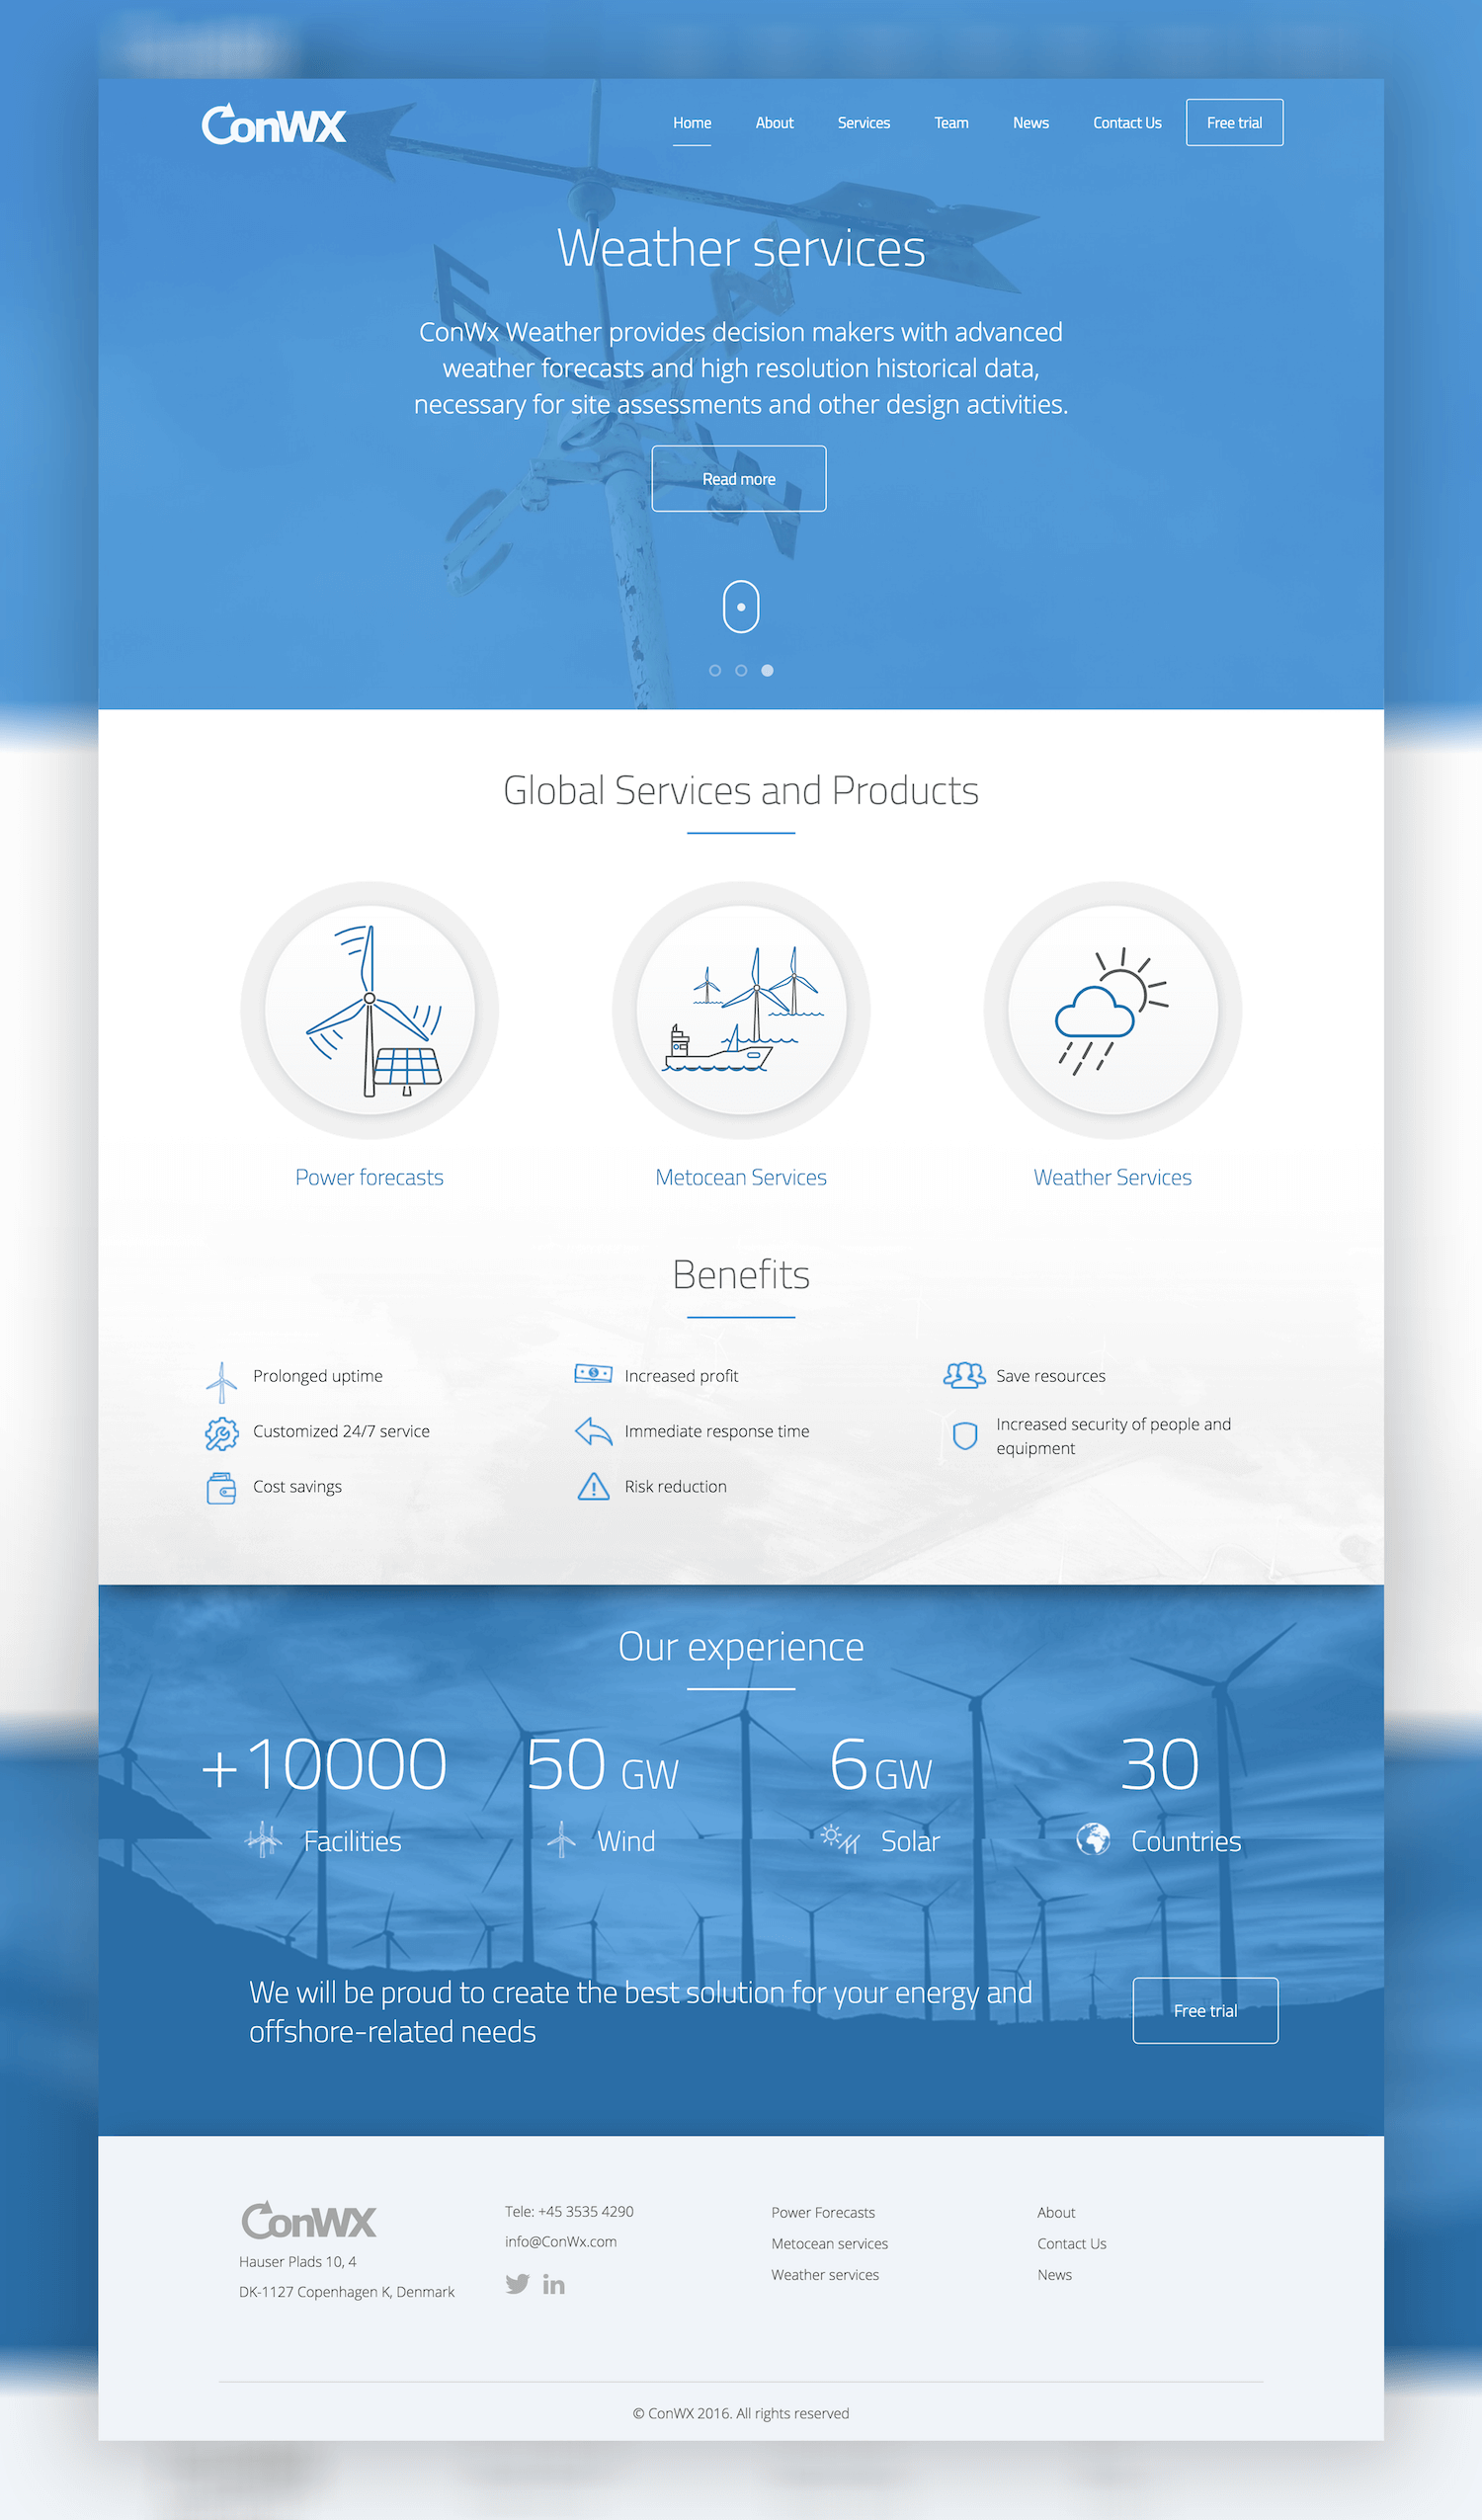 ConWX
Home About Services Team News Contact Us Free trial
Weather services
ConWx Weather provides decision makers with advanced
weather forecasts and high resolution historical data,
necessary for site assessments and other design activities.
Read more
Global Services and Products
Power forecasts
Metocean Services
Weather Services
Benefits
Prolonged uptime
Increased profit
Save resources
Customized 24/7 service
Immediate response time
Increased security of people and
equipment
Cost savings
Risk reduction
Our experience
+10000
Facilities
50 GW
Wind
6 GW
Solar
30
Countries
We will be proud to create the best solution for your energy and
offshore-related needs
Free trial
ConWX
Hauser Plads 10, 4
DK-1127 Copenhagen K, Denmark
Tele: +45 3535 4290
info@ConWx.com
in
Power Forecasts
Metocean services
Weather services
About
Contact Us
News
© ConWX 2016. All rights reserved